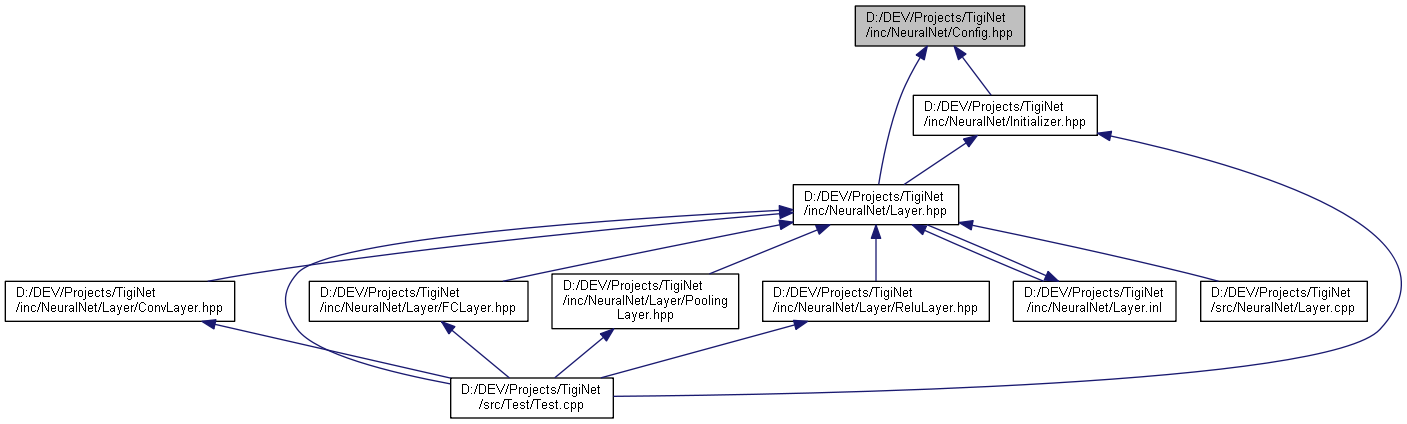 D:/DEV/Projects/TigiNet
/inc/NeuralNet/Config.hpp
D:/DEV/Projects/TigiNet
/inc/NeuralNet/Initializer.hpp
D:/DEV/Projects/TigiNet
/inc/NeuralNet/Layer.hpp
D:/DEV/Projects/TigiNet
/inc/NeuralNet/Layer/ConvLayer.hpp
D:/DEV/Projects/TigiNet
/inc/NeuralNet/Layer/FCLayer.hpp
D:/DEV/Projects/TigiNet
/inc/NeuralNet/Layer/Pooling
Layer.hpp
D:/DEV/Projects/TigiNet
/inc/NeuralNet/Layer/ReluLayer.hpp
D:/DEV/Projects/TigiNet
/inc/NeuralNet/Layer.inl
D:/DEV/Projects/TigiNet
/src/NeuralNet/Layer.cpp
D:/DEV/Projects/TigiNet
/src/Test/Test.cpp